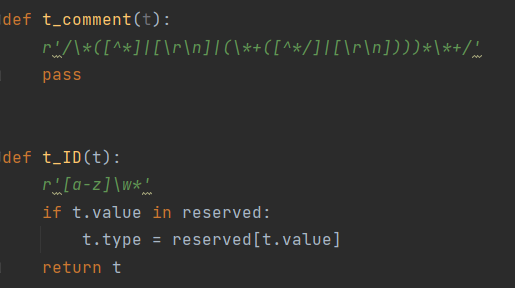 def t_comment(t):
    r'/\*([^*]|[\r\n]|(\*+([^*/]|[\r\n])))*\*+/'
    pass
def t_ID(t):
    r'[a-z]\w*'
    if t.value in reserved:
        t.type = reserved[t.value]
    return t